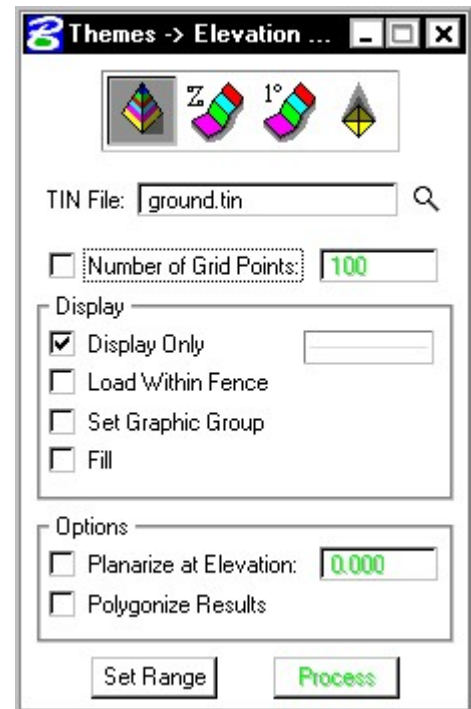 Themes -> Elevation ...
Z 1°
TIN File: ground.tin
Number of Grid Points: 100
Display
Display Only
Load Within Fence
Set Graphic Group
Fill
Options
Planarize at Elevation: 0.000
Polygonize Results
Set Range Process